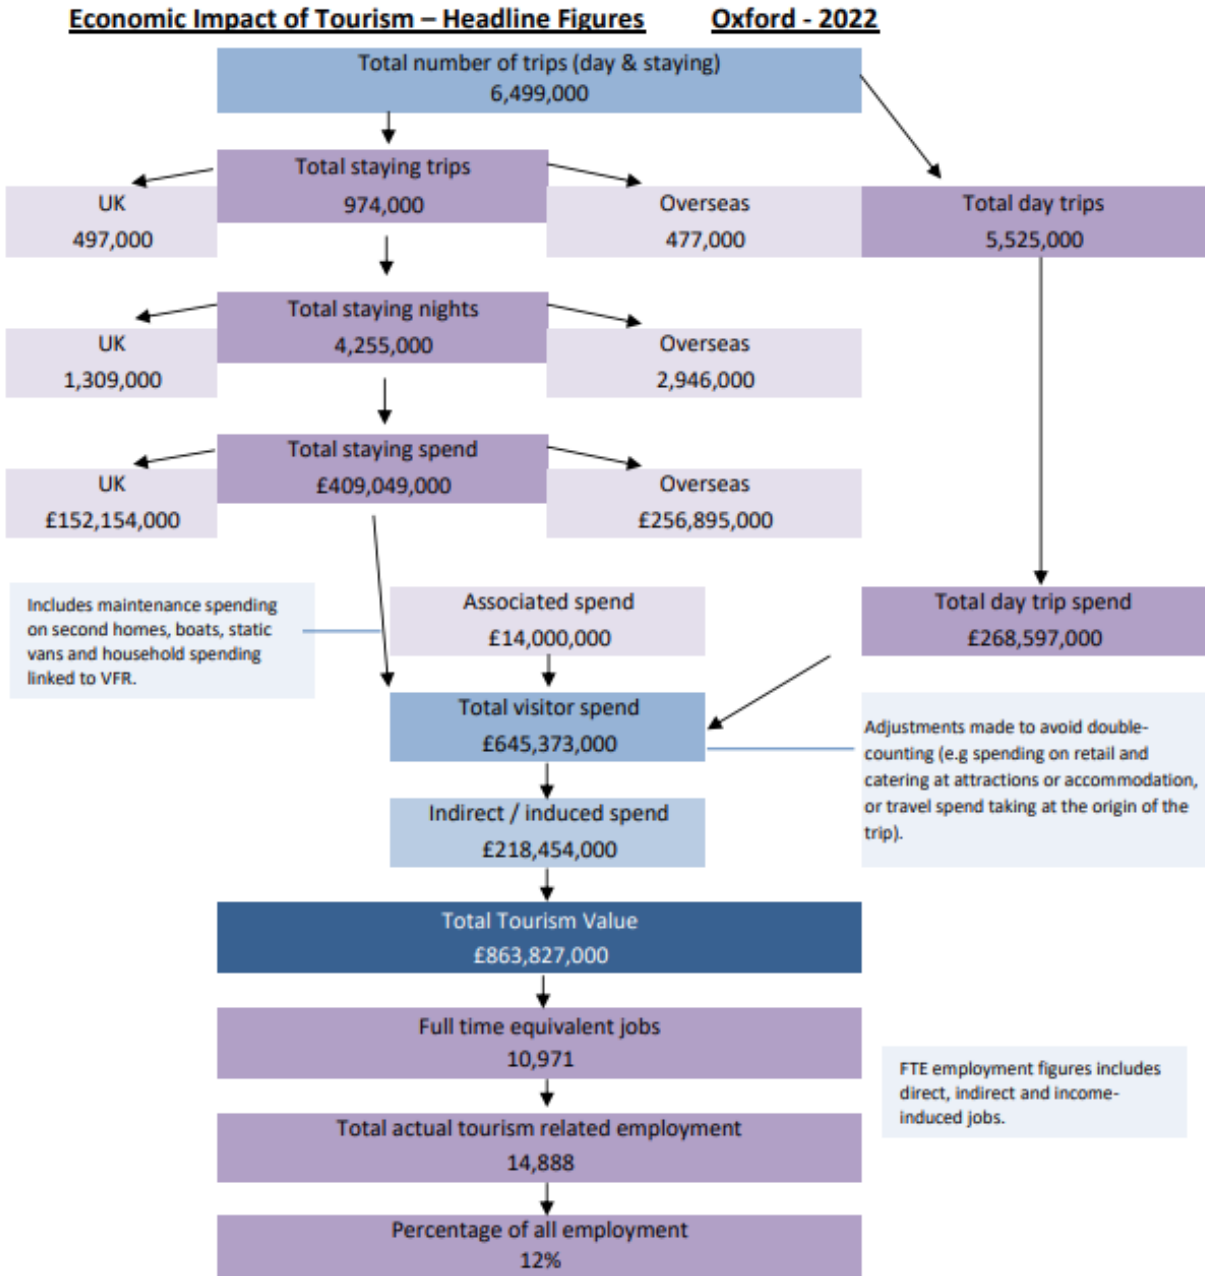 Economic Impact of Tourism – Headline Figures Oxford - 2022
Total number of trips (day & staying)
6,499,000
Total staying trips
974,000
UK
497,000
Overseas
477,000
Total day trips
5,525,000
Total staying nights
4,255,000
UK
1,309,000
Overseas
2,946,000
Total staying spend
£409,049,000
UK
£152,154,000
Overseas
£256,895,000
Includes maintenance spending
on second homes, boats, static
vans and household spending
linked to VFR.
Associated spend
£14,000,000
Total day trip spend
£268,597,000
Total visitor spend
£645,373,000
Adjustments made to avoid double-
counting (e.g spending on retail and
catering at attractions or accommodation,
or travel spend taking at the origin of the
trip).
Indirect / induced spend
£218,454,000
Total Tourism Value
£863,827,000
Full time equivalent jobs
10,971
FTE employment figures includes
direct, indirect and income-
induced jobs.
Total actual tourism related employment
14,888
Percentage of all employment
12%